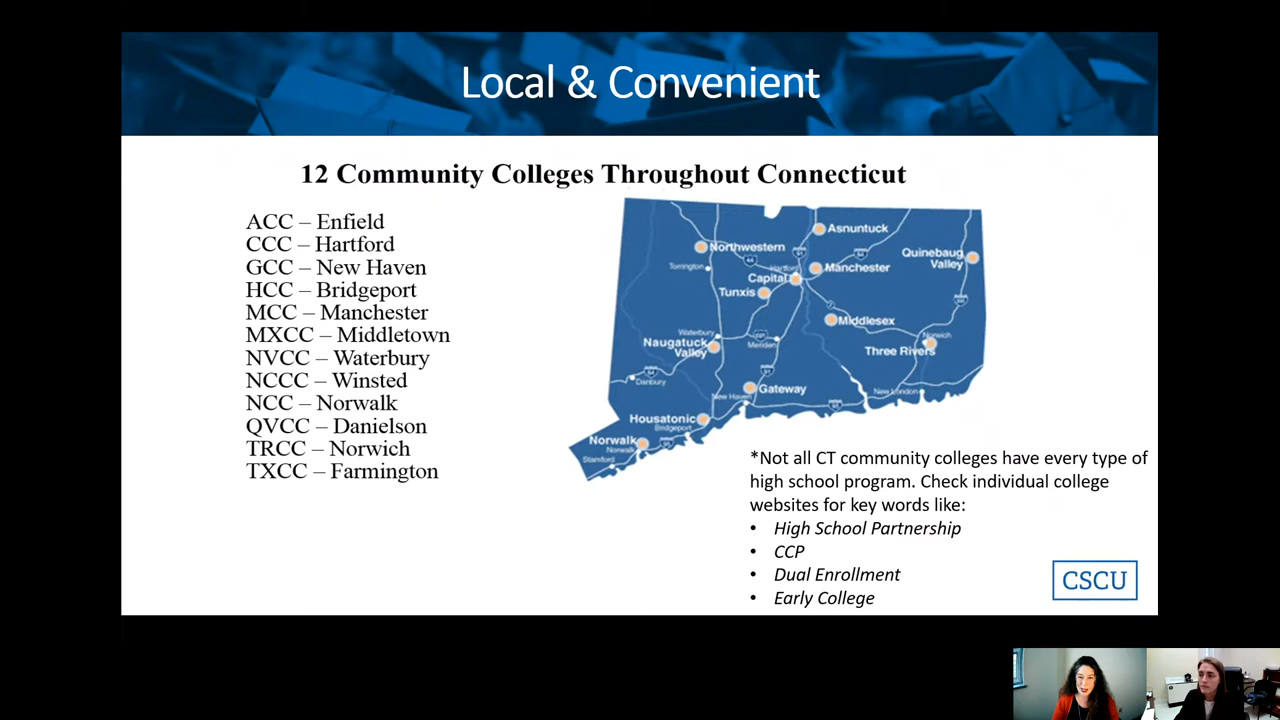 Local & Convenient
12 Community Colleges Throughout Connecticut
ACC – Enfield
CCC – Hartford
GCC – New Haven
HCC – Bridgeport
MCC – Manchester
MXCC – Middletown
NVCC – Waterbury
NCCC – Winsted
NCC – Norwalk
QVCC – Danielson
TRCC – Norwich
TXCC – Farmington
Asnuntuck
Northwestern
Quinebaug
Valley
Torrington
Hartford
Manchester
Capital
Tunxis
Middlesex
Waterbury
Norwich
Naugatuck
Valley
Meriden
Three Rivers
Danbury
Gateway
New London
New Haven
Housatonic
Bridgeport
Norwalk
Norwalk
Stamford
*Not all CT community colleges have every type of
high school program. Check individual college
websites for key words like:
• High School Partnership
• CCP
• Dual Enrollment
• Early College
CSCU